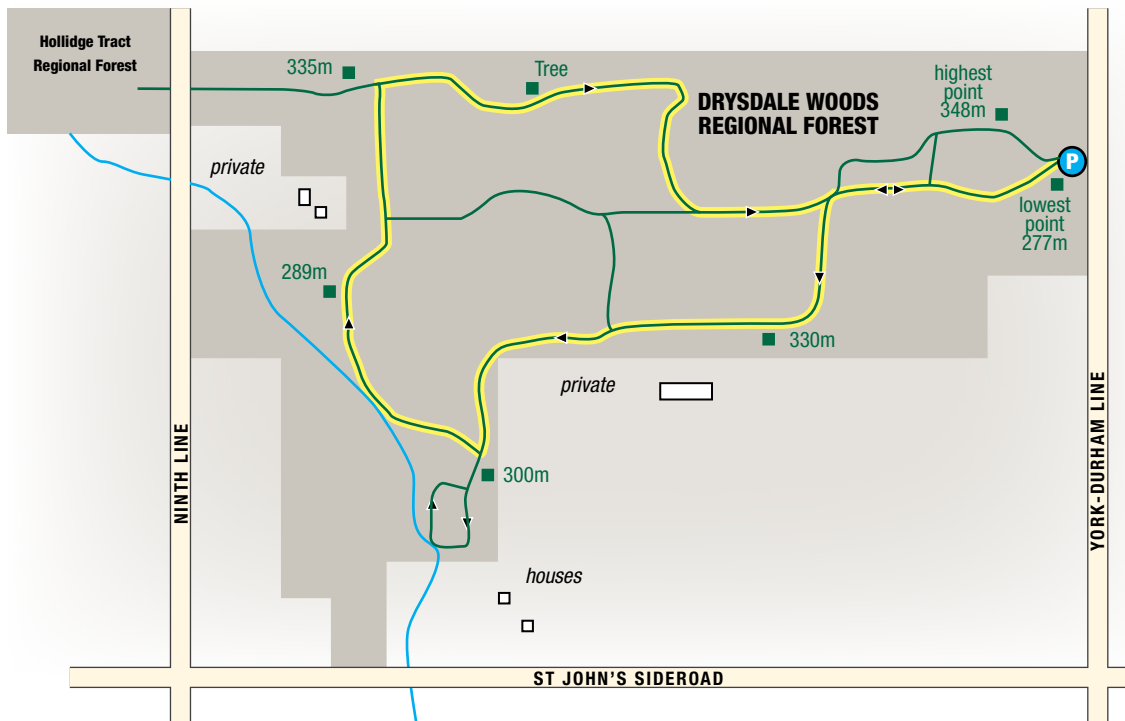 Hollidge Tract
Regional Forest
335m
Tree
DRYSDALE WOODS
REGIONAL FOREST
highest
point
348m
P
private
lowest
point
277m
289m
330m
private
300m
NINTH LINE
YORK-DURHAM LINE
houses
ST JOHN'S SIDEROAD